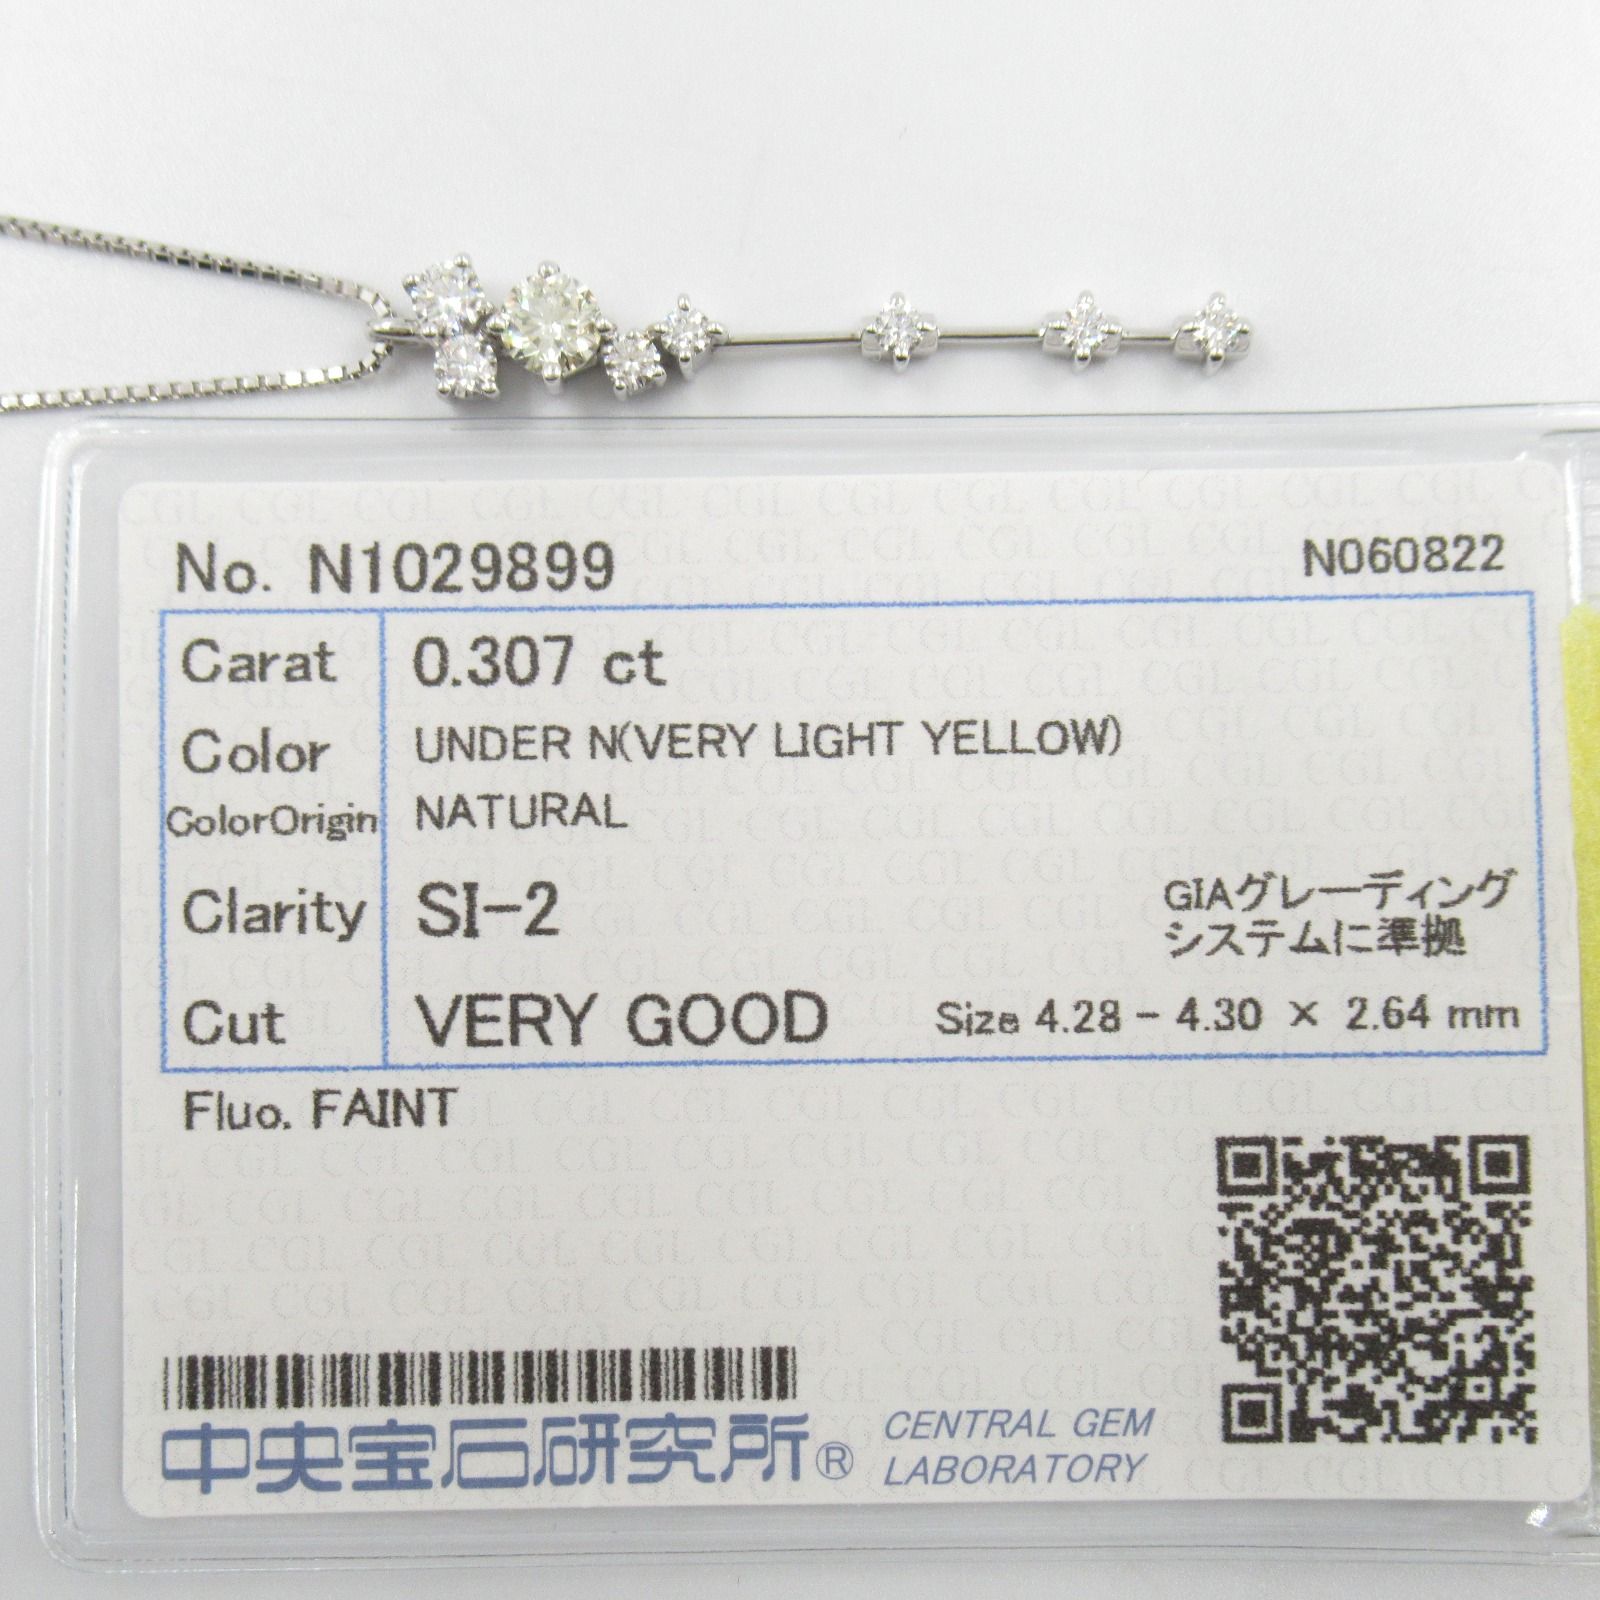 No. N1029899 N060822
Carat 0.307 ct
Color UNDER N(VERY LIGHT YELLOW)
ColorOrigin NATURAL
Clarity SI-2
GIAグレーディング
システムに準拠
Cut VERY GOOD Size 4.28 - 4.30 × 2.64 mm
Fluo. FAINT
中央宝石研究所® CENTRAL GEM
LABORATORY